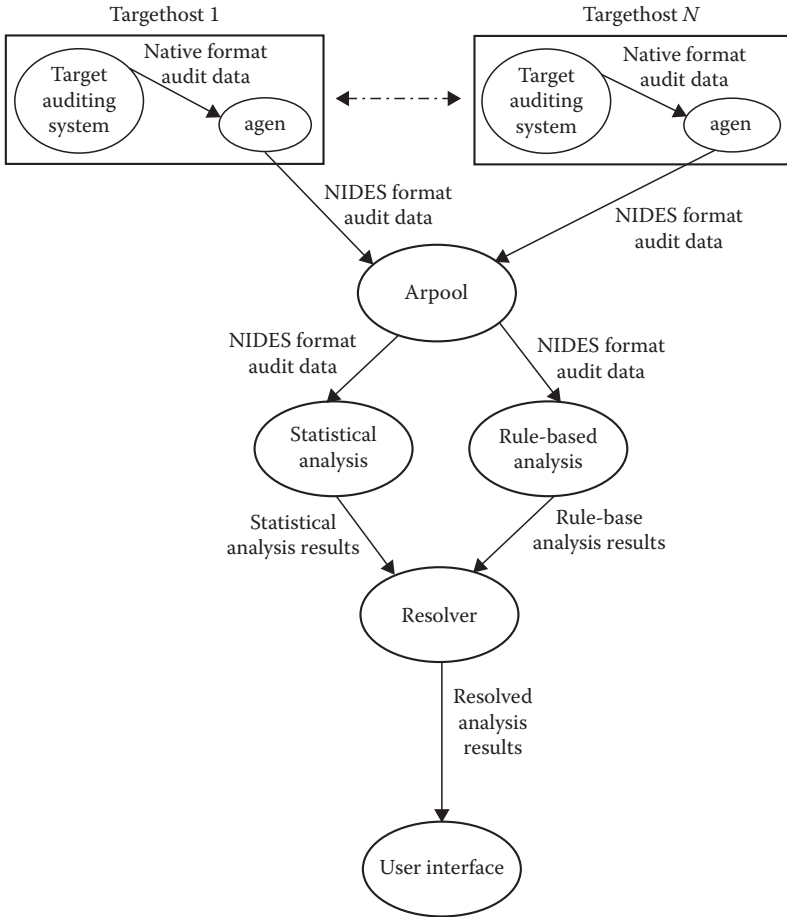 Targethost 1
Targethost N
Native format
audit data
Target
auditing
system
agen
Native format
audit data
Target
auditing
system
agen
NIDES format
audit data
NIDES format
audit data
Arpool
NIDES format
audit data
NIDES format
audit data
Statistical
analysis
Rule-based
analysis
Statistical
analysis results
Rule-base
analysis results
Resolver
Resolved
analysis
results
User interface